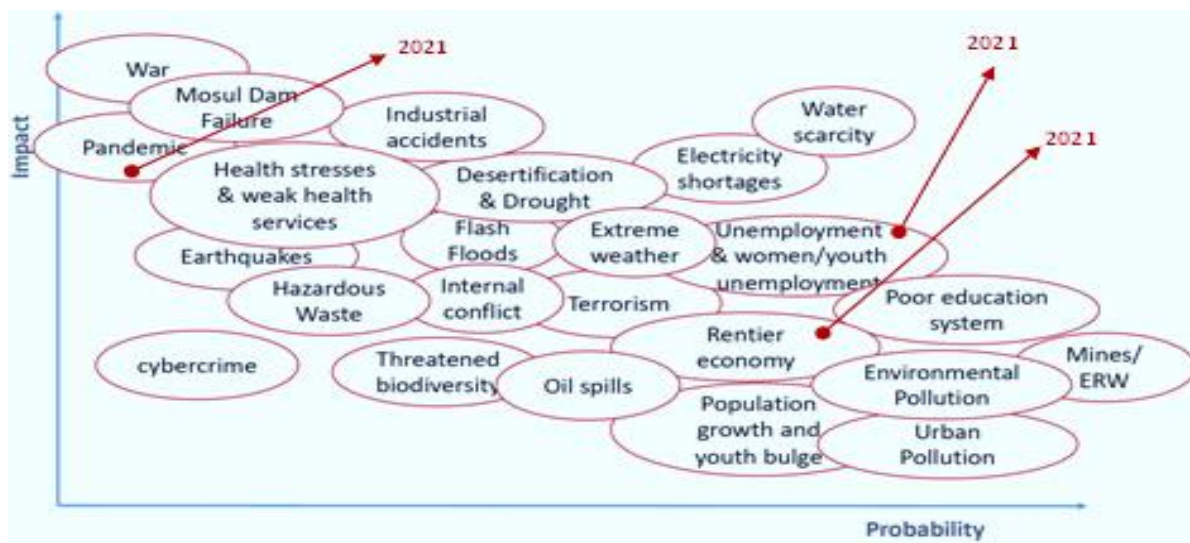 2021
2021
War
Mosul Dam
Failure
Industrial
accidents
Water
scarcity
2021
Impact
Pandemic
Electricity
shortages
Health stresses
& weak health
services
Desertification
& Drought
Flash
Floods
Extreme
weather
Unemployment
& women/youth
unemployment
Earthquakes
Hazardous
Waste
Internal
conflict
Terrorism
Poor education
system
Rentier
economy
cybercrime
Threatened
biodiversity
Oil spills
Environmental
Pollution
Mines/
ERW
Population
growth and
youth bulge
Urban
Pollution
Probability